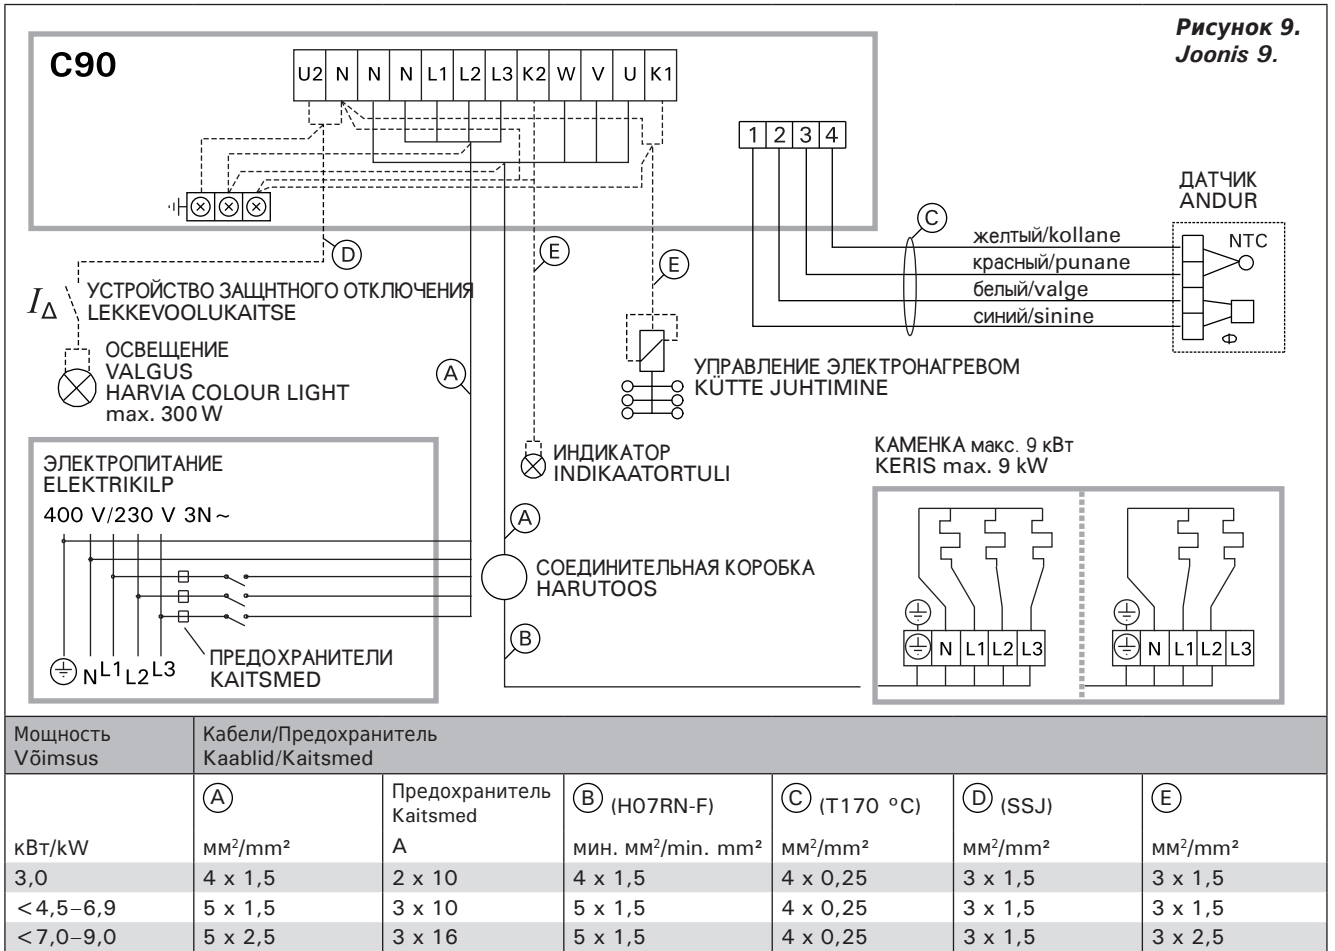 Рисунок 9.
Joonis 9.
C90
U2 N N N L1 L2 L3 K2 W V U K1
1 2 3 4
ДАТЧИК
ANDUR
C
желтый/kollane
NTC
красный/punane
белый/valge
синий/sinine
D
E
E
I∆
УСТРОЙСТВО ЗАЩНТНОГО ОТКЛЮЧЕНИЯ
LEKKEVOOLUKAITSE
ОСВЕЩЕНИЕ
VALGUS
HARVIA COLOUR LIGHT
max. 300 W
A
УПРАВЛЕНИЕ ЭЛЕКТРОНАГРЕВОМ
KÜTTE JUHTIMINE
ИНДИКАТОР
INDIKAATORTULI
КАМЕНКА макс. 9 кВт
KERIS max. 9 kW
ЭЛЕКТРОПИТАНИЕ
ELEKTRIKILP
400 V/230 V 3N~
A
СОЕДИНИТЕЛЬНАЯ КОРОБКА
HARUTOOS
B
N L1 L2 L3
ПРЕДОХРАНИТЕЛИ
KAITSMED
N L1 L2 L3
N L1 L2 L3
Мощность
Võimsus
Кабели/Предохранитель
Kaablid/Kaitsmed
A
Предохранитель
Kaitsmed
B (H07RN-F)
C (T170 °C)
D (SSJ)
E
кВт/kW
мм²/mm²
A
мин. мм²/min. mm²
мм²/mm²
мм²/mm²
мм²/mm²
3,0 4 x 1,5 2 x 10 4 x 1,5 4 x 0,25 3 x 1,5 3 x 1,5
<4,5–6,9 5 x 1,5 3 x 10 5 x 1,5 4 x 0,25 3 x 1,5 3 x 1,5
<7,0–9,0 5 x 2,5 3 x 16 5 x 1,5 4 x 0,25 3 x 1,5 3 x 2,5